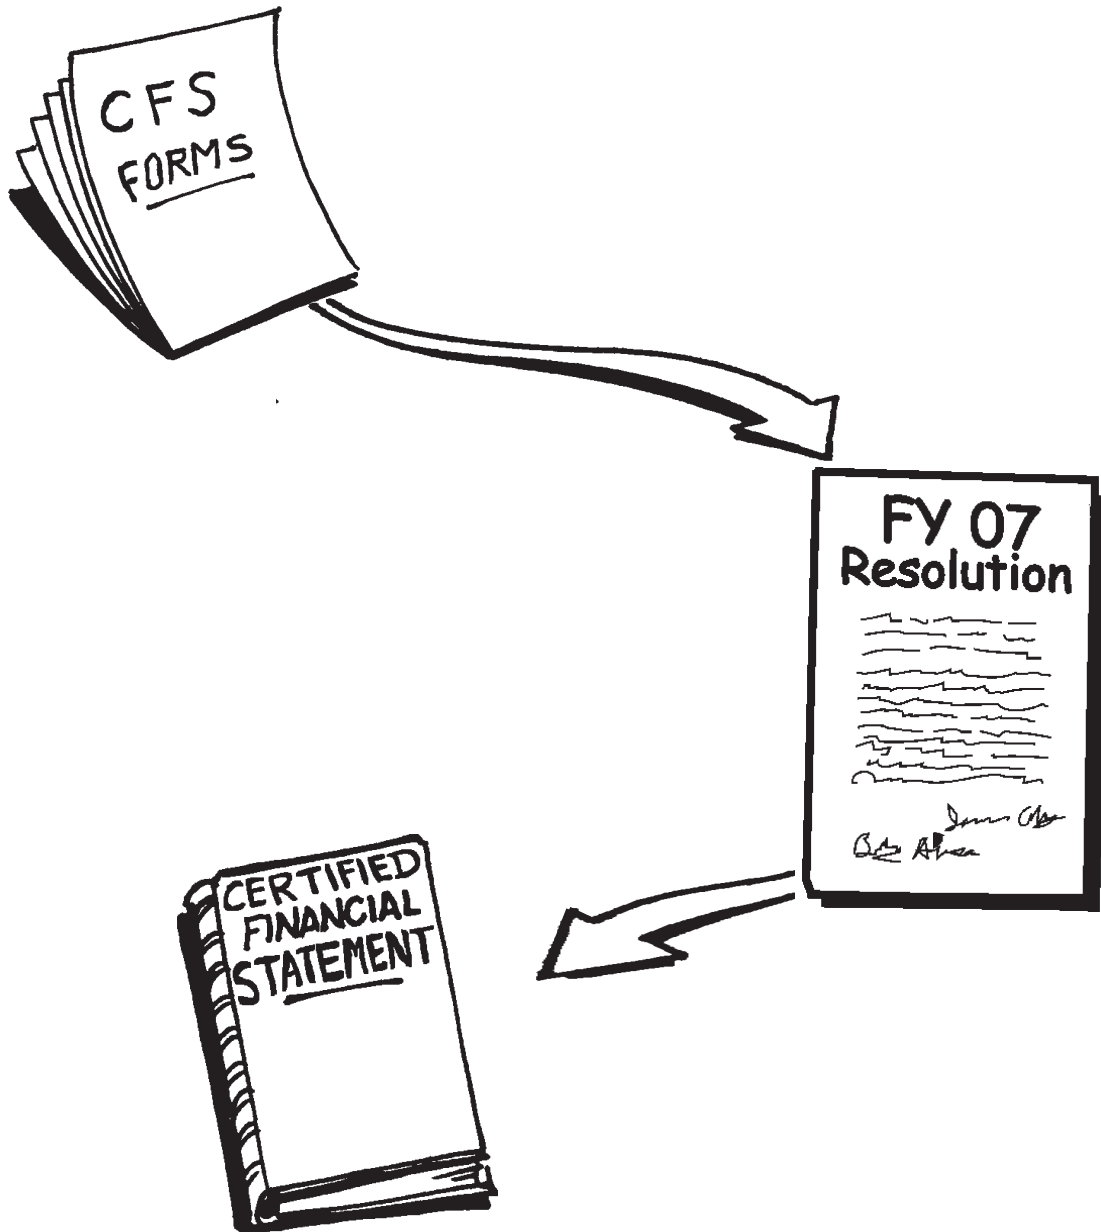 CFS
FORMS
FY 07
Resolution
CERTIFIED
FINANCIAL
STATEMENT